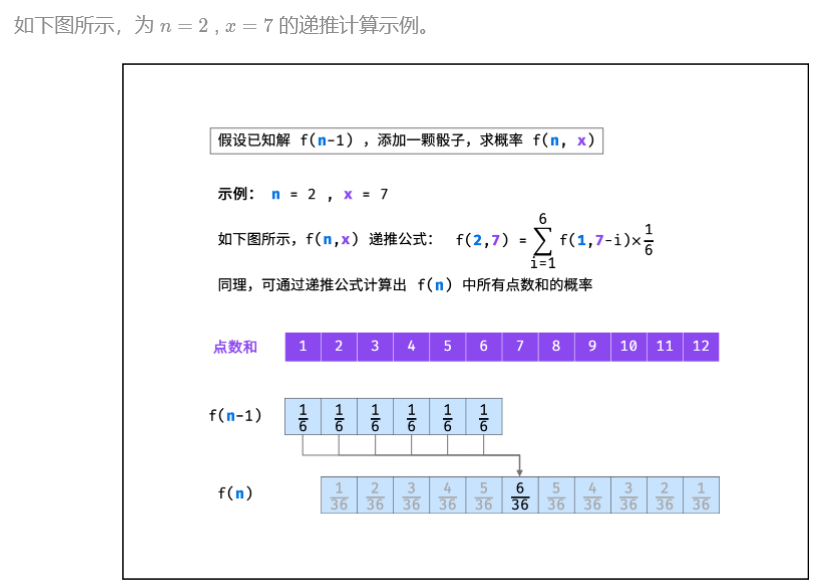 如下图所示，为 n = 2 , x = 7 的递推计算示例。
假设已知解 f(n-1) ，添加一颗骰子，求概率 f(n, x)
示例： n = 2 , x = 7
如下图所示，f(n,x) 递推公式： f(2,7) = ∑_{i=1}^{6} f(1,7-i)×1/6
同理，可通过递推公式计算出 f(n) 中所有点数和的概率
点数和 1 2 3 4 5 6 7 8 9 10 11 12
f(n-1) 1/6 1/6 1/6 1/6 1/6 1/6
f(n) 1/36 2/36 3/36 4/36 5/36 6/36 5/36 4/36 3/36 2/36 1/36